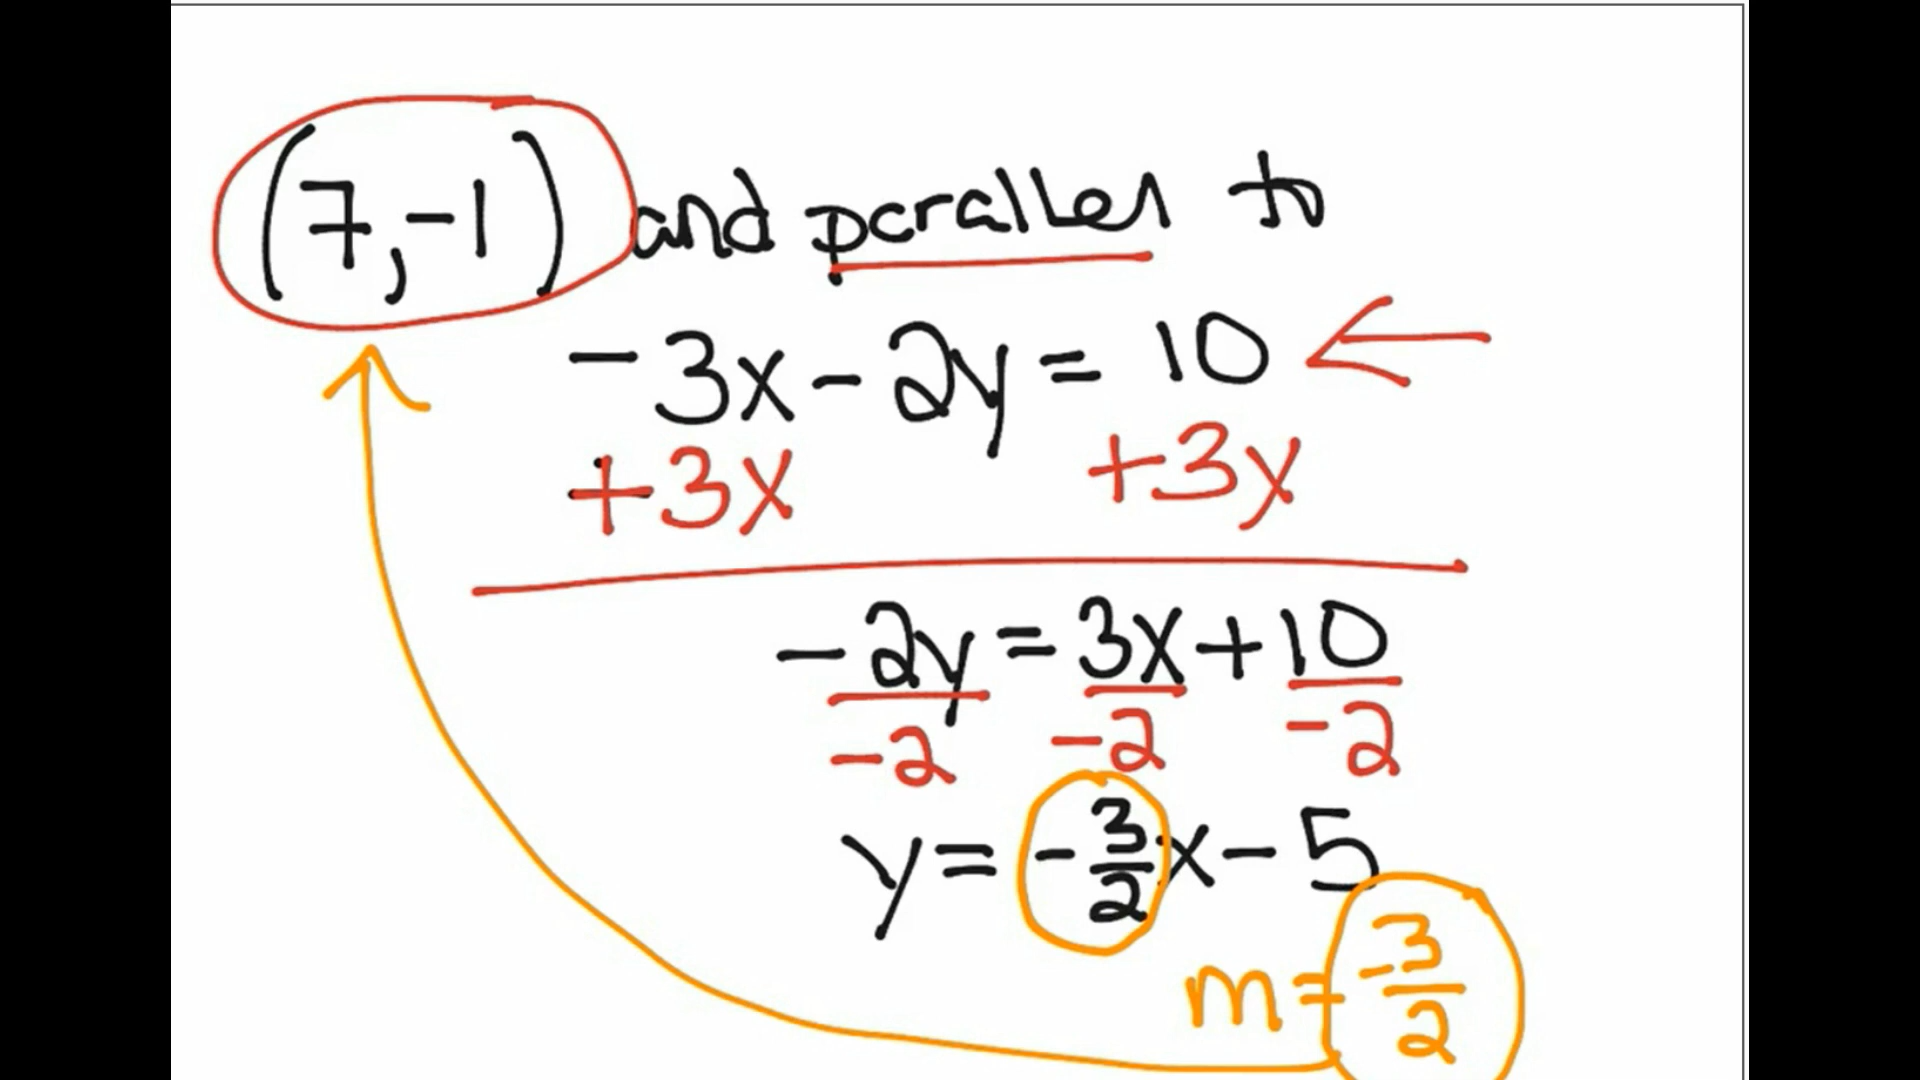 (7,-1) and parallel to
-3x-2y=10
+3x +3x
-2y=3x+10
-2 -2 -2
y=-3/2x-5
m=-3/2